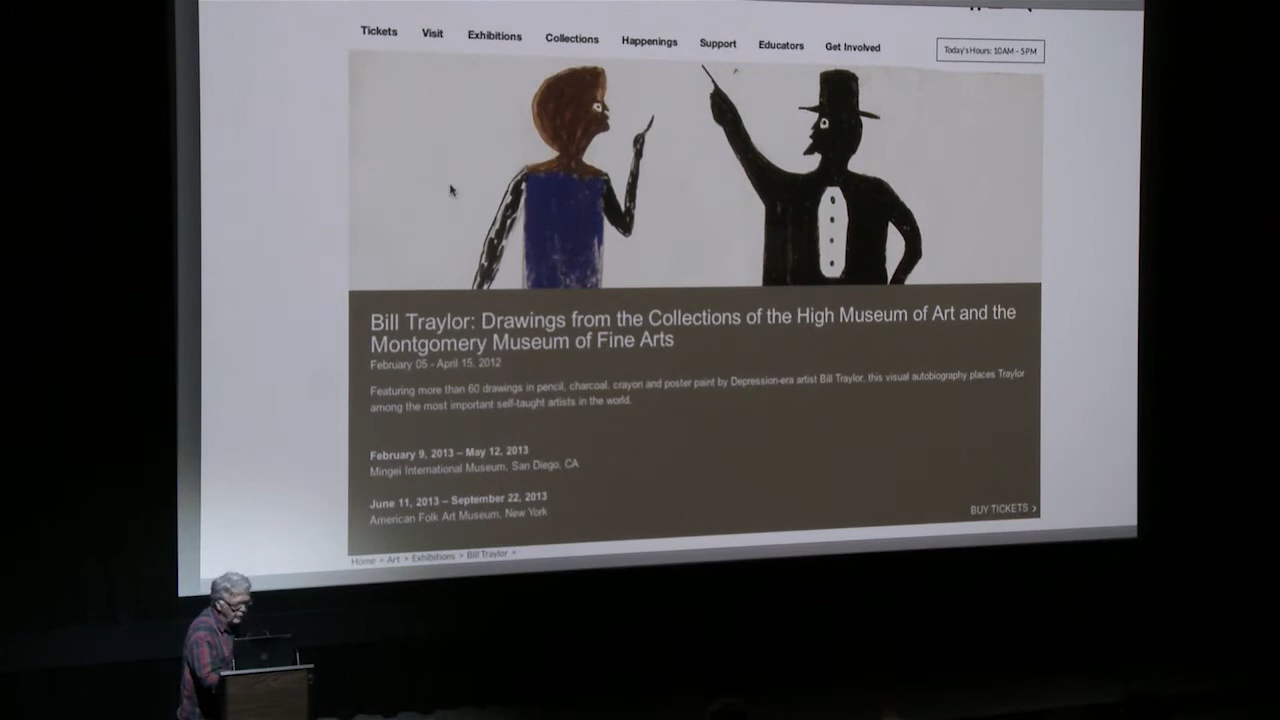 Tickets Visit Exhibitions Collections Happenings Support Educators Get Involved
Today's Hours: 10AM - 5PM
Bill Traylor: Drawings from the Collections of the High Museum of Art and the
Montgomery Museum of Fine Arts
February 05 - April 15, 2012
Featuring more than 60 drawings in pencil, charcoal, crayon and poster paint by Depression-era artist Bill Traylor, this visual autobiography places Traylor
among the most important self-taught artists in the world.
February 9, 2013 – May 12, 2013
Mingei International Museum, San Diego, CA
June 11, 2013 – September 22, 2013
American Folk Art Museum, New York
BUY TICKETS >
Home > Art > Exhibitions > Bill Traylor >